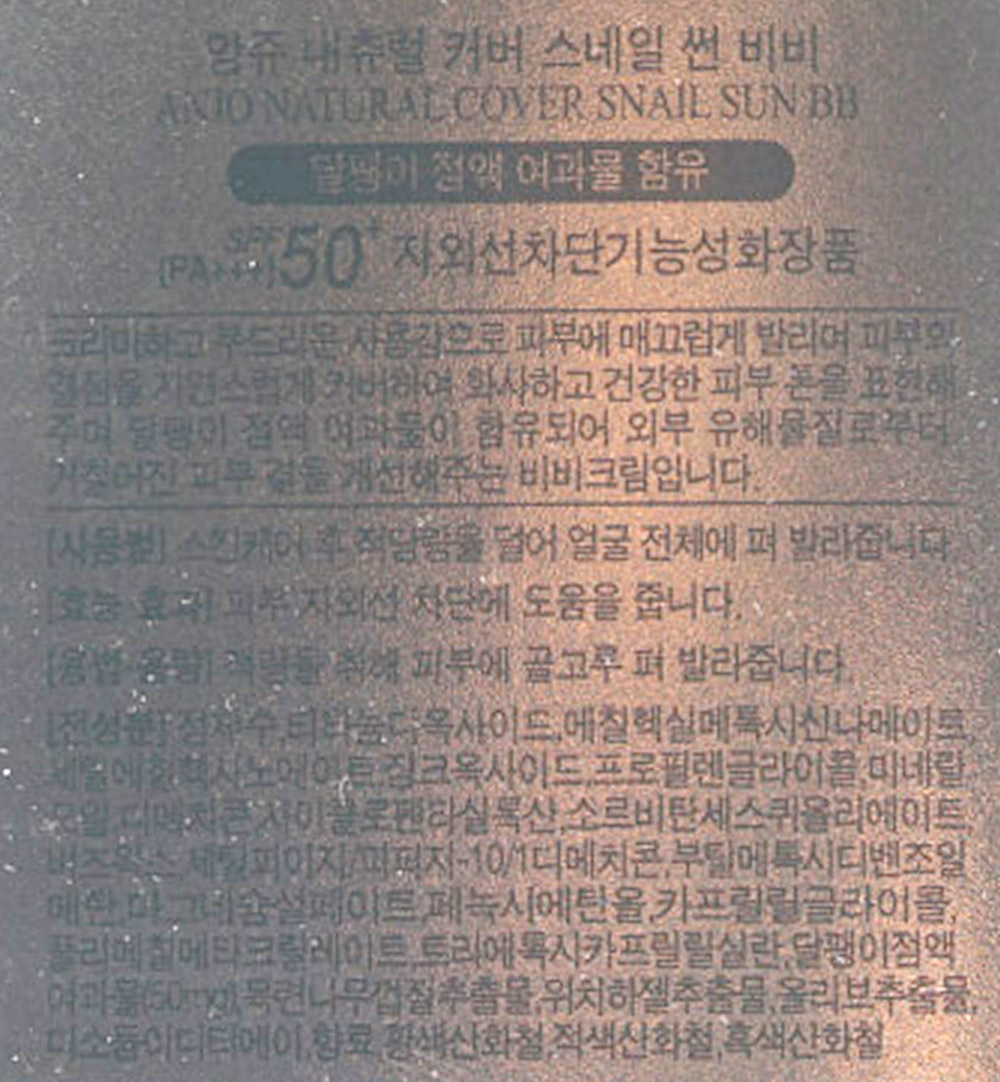 앙쥬 내츄럴 커버 스네일 썬 비비
ANJO NATURAL COVER SNAIL SUN BB
달팽이 점액 여과물 함유
SPF50+ [PA+++] 자외선차단기능성화장품
크리미하고 부드러운 사용감으로 피부에 매끄럽게 발리며 피부의
결점을 자연스럽게 커버하여 화사하고 건강한 피부 톤을 표현해
주며 달팽이 점액 여과물이 함유되어 외부 유해물질로부터
거칠어진 피부 결을 개선해주는 비비크림입니다.
[사용법] 스킨케어 후 적당량을 덜어 얼굴 전체에 펴 발라줍니다.
[효능·효과] 피부 자외선 차단에 도움을 줍니다.
[용법·용량] 적량을 취해 피부에 골고루 펴 발라줍니다.
[전성분] 정제수,티타늄디옥사이드,에칠헥실메톡시신나메이트,
세틸에칠헥사노에이트,징크옥사이드,프로필렌글라이콜,미네랄
오일,디메치콘,사이클로펜타실록산,소르비탄세스퀴올리에이트,
비즈왁스,세틸피이지/피피지-10/1디메치콘,부틸메톡시디벤조일
메탄,마그네슘설페이트,페녹시에탄올,카프릴릴글라이콜,
폴리메칠메타크릴레이트,트리에톡시카프릴릴실란,달팽이점액
여과물(50mg),목련나무껍질추출물,위치하젤추출물,올리브추출물,
디소듐이디티에이,향료,황색산화철,적색산화철,흑색산화철